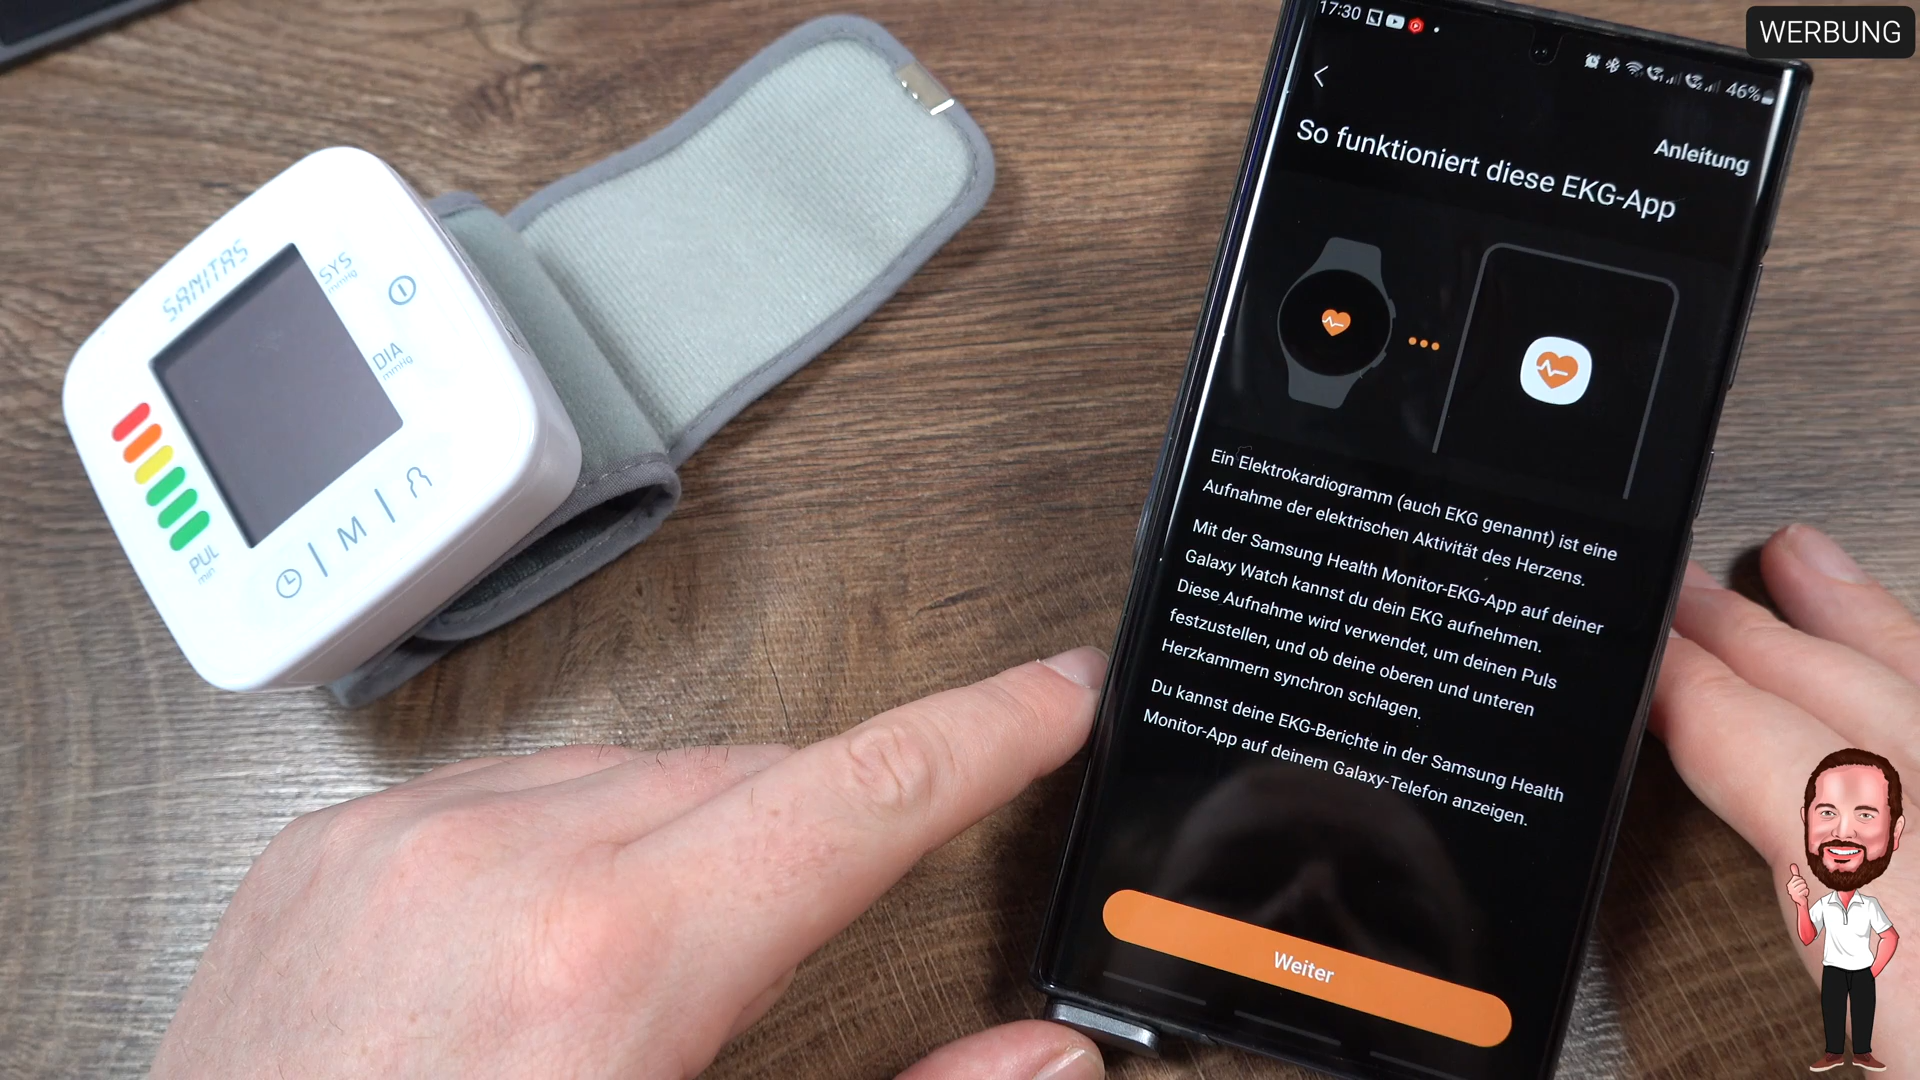 WERBUNG
17:30
46%
Anleitung
So funktioniert diese EKG-App
Ein Elektrokardiogramm (auch EKG genannt) ist eine
Aufnahme der elektrischen Aktivität des Herzens.
Mit der Samsung Health Monitor-EKG-App auf deiner
Galaxy Watch kannst du dein EKG aufnehmen.
Diese Aufnahme wird verwendet, um deinen Puls
festzustellen, und ob deine oberen und unteren
Herzkammern synchron schlagen.
Du kannst deine EKG-Berichte in der Samsung Health
Monitor-App auf deinem Galaxy-Telefon anzeigen.
Weiter
SANITAS
SYS
mmHg
DIA
mmHg
PUL
min
M